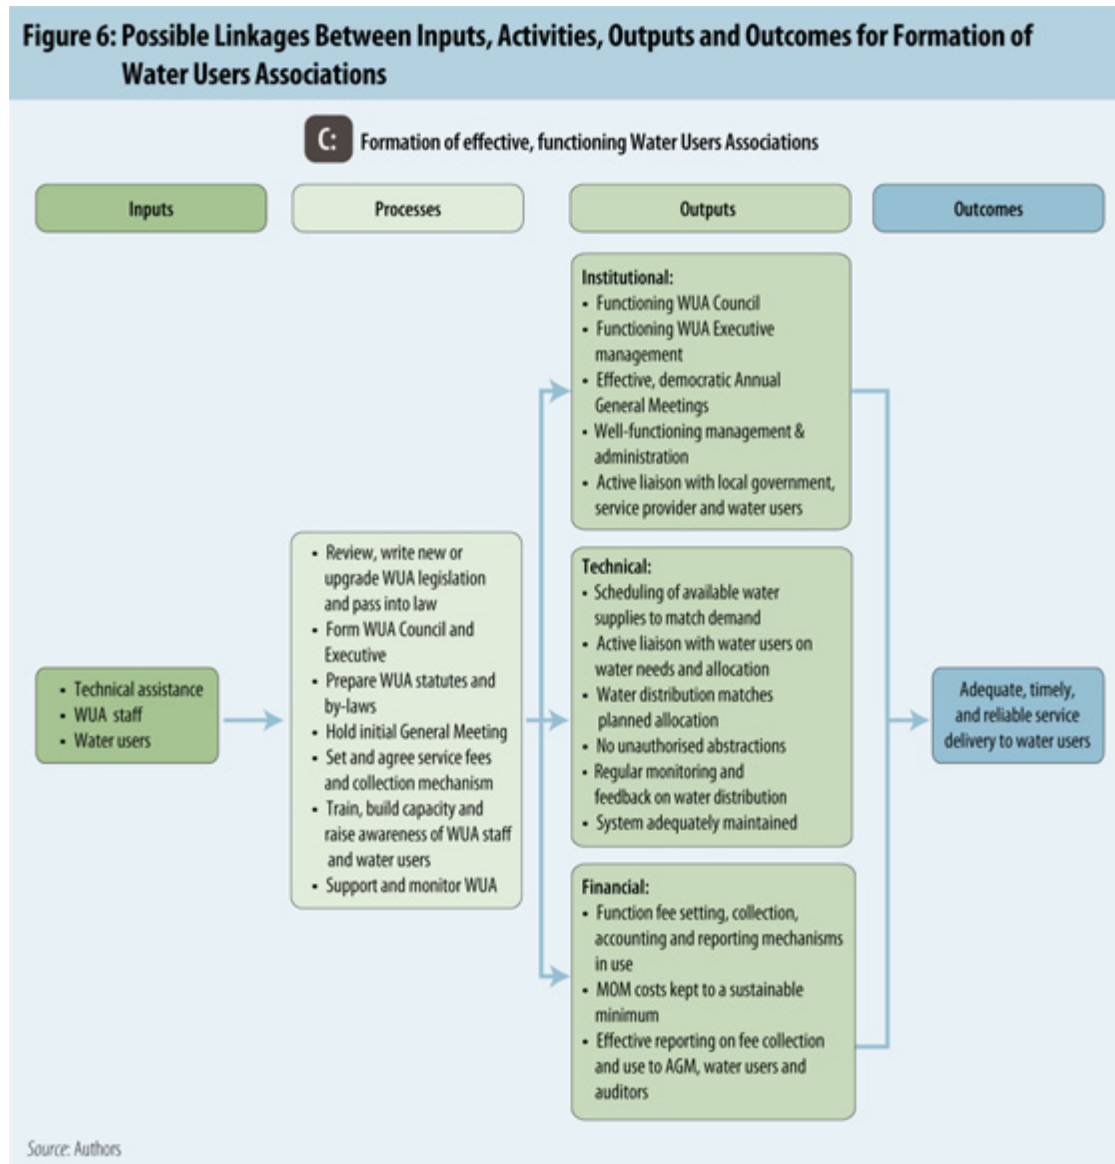 Figure 6: Possible Linkages Between Inputs, Activities, Outputs and Outcomes for Formation of
Water Users Associations
C: Formation of effective, functioning Water Users Associations
Inputs
Processes
Outputs
Outcomes
• Technical assistance
• WUA staff
• Water users
• Review, write new or
upgrade WUA legislation
and pass into law
• Form WUA Council and
Executive
• Prepare WUA statutes and
by-laws
• Hold initial General Meeting
• Set and agree service fees
and collection mechanism
• Train, build capacity and
raise awareness of WUA staff
and water users
• Support and monitor WUA
Institutional:
• Functioning WUA Council
• Functioning WUA Executive
management
• Effective, democratic Annual
General Meetings
• Well-functioning management &
administration
• Active liaison with local government,
service provider and water users
Technical:
• Scheduling of available water
supplies to match demand
• Active liaison with water users on
water needs and allocation
• Water distribution matches
planned allocation
• No unauthorised abstractions
• Regular monitoring and
feedback on water distribution
• System adequately maintained
Financial:
• Function fee setting, collection,
accounting and reporting mechanisms
in use
• MOM costs kept to a sustainable
minimum
• Effective reporting on fee collection
and use to AGM, water users and
auditors
Adequate, timely,
and reliable service
delivery to water users
Source: Authors